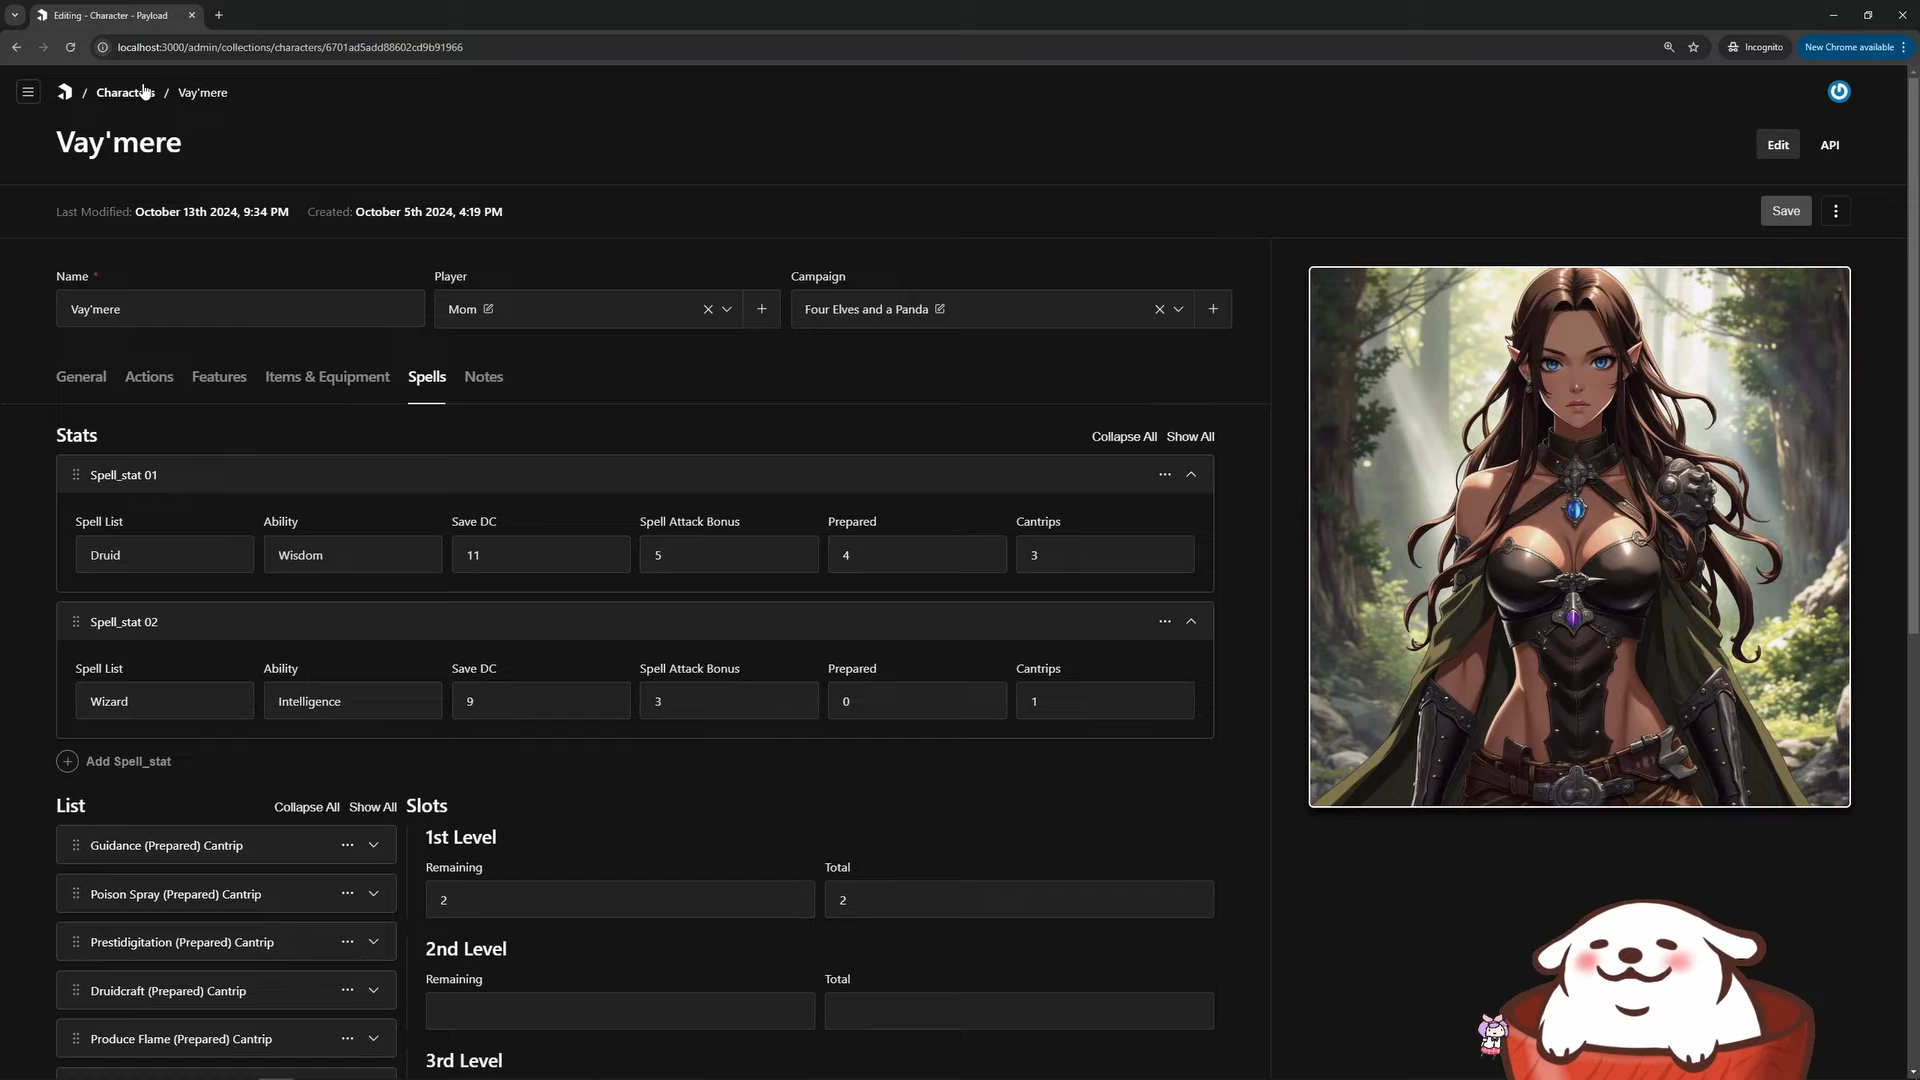 Editing - Character - Payload
localhost:3000/admin/collections/characters/6701ad5add88602cd9b91966
Incognito
New Chrome available
/ Characters / Vay'mere
Vay'mere
Edit
API
Last Modified: October 13th 2024, 9:34 PM Created: October 5th 2024, 4:19 PM
Save
Name * Player Campaign
Vay'mere Mom Four Elves and a Panda
General Actions Features Items & Equipment Spells Notes
Stats
Collapse All Show All
Spell_stat 01
Spell List Ability Save DC Spell Attack Bonus Prepared Cantrips
Druid Wisdom 11 5 4 3
Spell_stat 02
Spell List Ability Save DC Spell Attack Bonus Prepared Cantrips
Wizard Intelligence 9 3 0 1
Add Spell_stat
List
Collapse All Show All
Guidance (Prepared) Cantrip
Poison Spray (Prepared) Cantrip
Prestidigitation (Prepared) Cantrip
Druidcraft (Prepared) Cantrip
Produce Flame (Prepared) Cantrip
Slots
1st Level
Remaining Total
2 2
2nd Level
Remaining Total
3rd Level